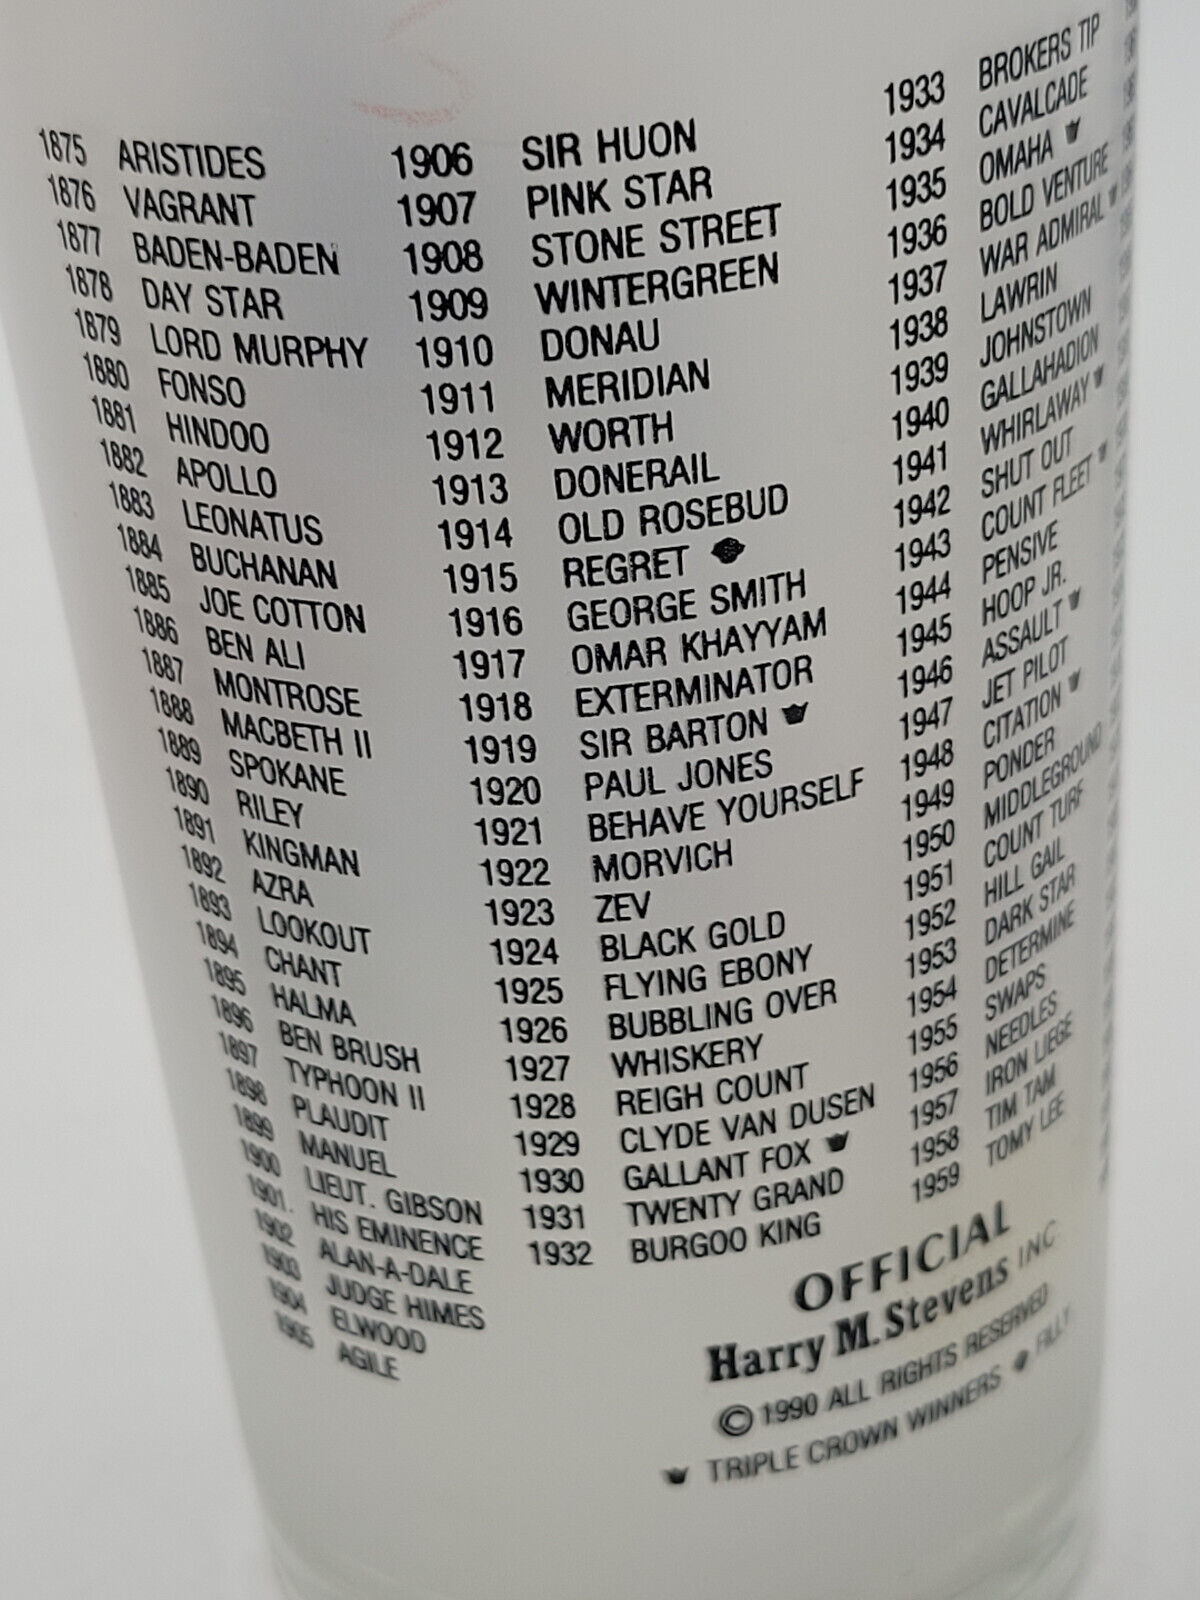 1875 ARISTIDES
1876 VAGRANT
1877 BADEN-BADEN
1878 DAY STAR
1879 LORD MURPHY
1880 FONSO
1881 HINDOO
1882 APOLLO
1883 LEONATUS
1884 BUCHANAN
1885 JOE COTTON
1886 BEN ALI
1887 MONTROSE
1888 MACBETH II
1889 SPOKANE
1890 RILEY
1891 KINGMAN
1892 AZRA
1893 LOOKOUT
1894 CHANT
1895 HALMA
1896 BEN BRUSH
1897 TYPHOON II
1898 PLAUDIT
1899 MANUEL
1900 LIEUT. GIBSON
1901. HIS EMINENCE
1902 ALAN-A-DALE
1903 JUDGE HIMES
1904 ELWOOD
1905 AGILE
1906 SIR HUON
1907 PINK STAR
1908 STONE STREET
1909 WINTERGREEN
1910 DONAU
1911 MERIDIAN
1912 WORTH
1913 DONERAIL
1914 OLD ROSEBUD
1915 REGRET
1916 GEORGE SMITH
1917 OMAR KHAYYAM
1918 EXTERMINATOR
1919 SIR BARTON
1920 PAUL JONES
1921 BEHAVE YOURSELF
1922 MORVICH
1923 ZEV
1924 BLACK GOLD
1925 FLYING EBONY
1926 BUBBLING OVER
1927 WHISKERY
1928 REIGH COUNT
1929 CLYDE VAN DUSEN
1930 GALLANT FOX
1931 TWENTY GRAND
1932 BURGOO KING
1933 BROKERS TIP
1934 CAVALCADE
1935 OMAHA
1936 BOLD VENTURE
1937 WAR ADMIRAL
1938 LAWRIN
1939 JOHNSTOWN
1940 GALLAHADION
1941 WHIRLAWAY
1942 SHUT OUT
1943 COUNT FLEET
1944 PENSIVE
1945 HOOP JR.
1946 ASSAULT
1947 JET PILOT
1948 CITATION
1949 PONDER
1950 MIDDLEGROUND
1951 COUNT TURF
1952 HILL GAIL
1953 DARK STAR
1954 DETERMINE
1955 SWAPS
1956 NEEDLES
1957 IRON LIEGE
1958 TIM TAM
1959 TOMY LEE
OFFICIAL
Harry M. Stevens INC.
© 1990 ALL RIGHTS RESERVED
TRIPLE CROWN WINNERS FILLY